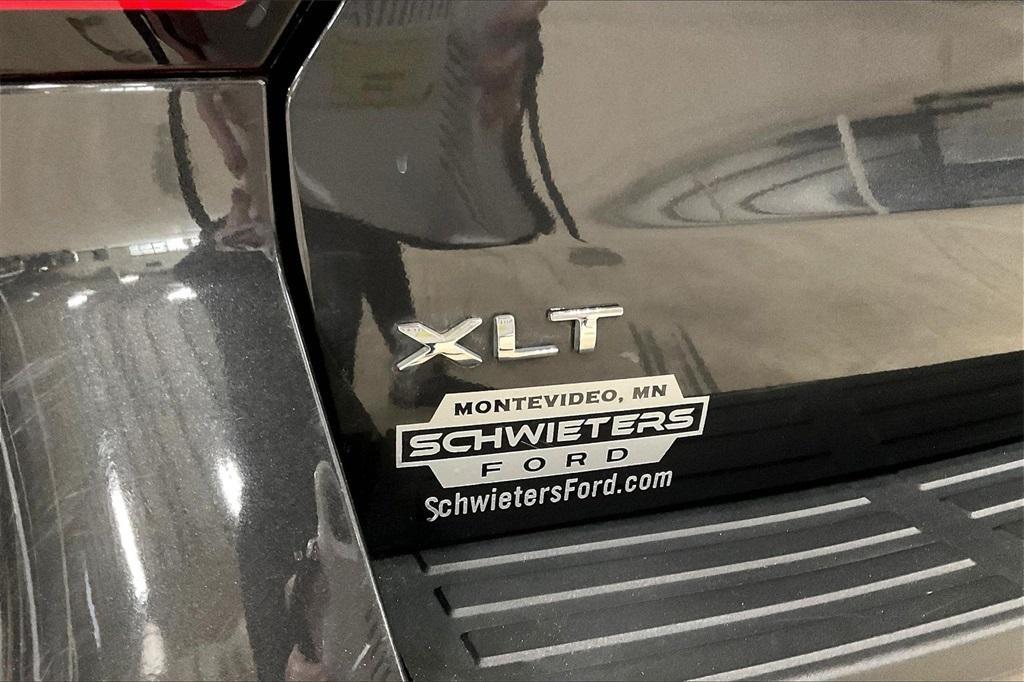 XLT
MONTEVIDEO, MN
SCHWIETERS
FORD
SchwietersFord.com